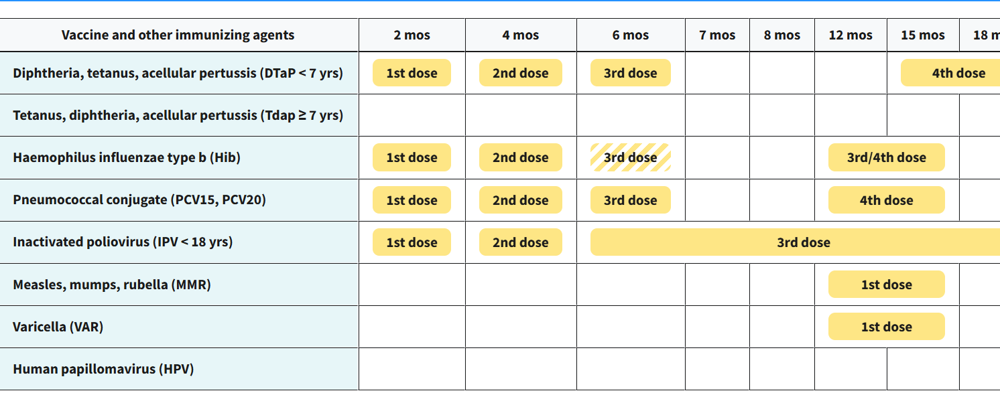 Vaccine and other immunizing agents 2 mos 4 mos 6 mos 7 mos 8 mos 12 mos 15 mos 18 m
Diphtheria, tetanus, acellular pertussis (DTaP < 7 yrs) 1st dose 2nd dose 3rd dose 4th dose
Tetanus, diphtheria, acellular pertussis (Tdap ≥ 7 yrs)
Haemophilus influenzae type b (Hib) 1st dose 2nd dose 3rd dose 3rd/4th dose
Pneumococcal conjugate (PCV15, PCV20) 1st dose 2nd dose 3rd dose 4th dose
Inactivated poliovirus (IPV < 18 yrs) 1st dose 2nd dose 3rd dose
Measles, mumps, rubella (MMR) 1st dose
Varicella (VAR) 1st dose
Human papillomavirus (HPV)